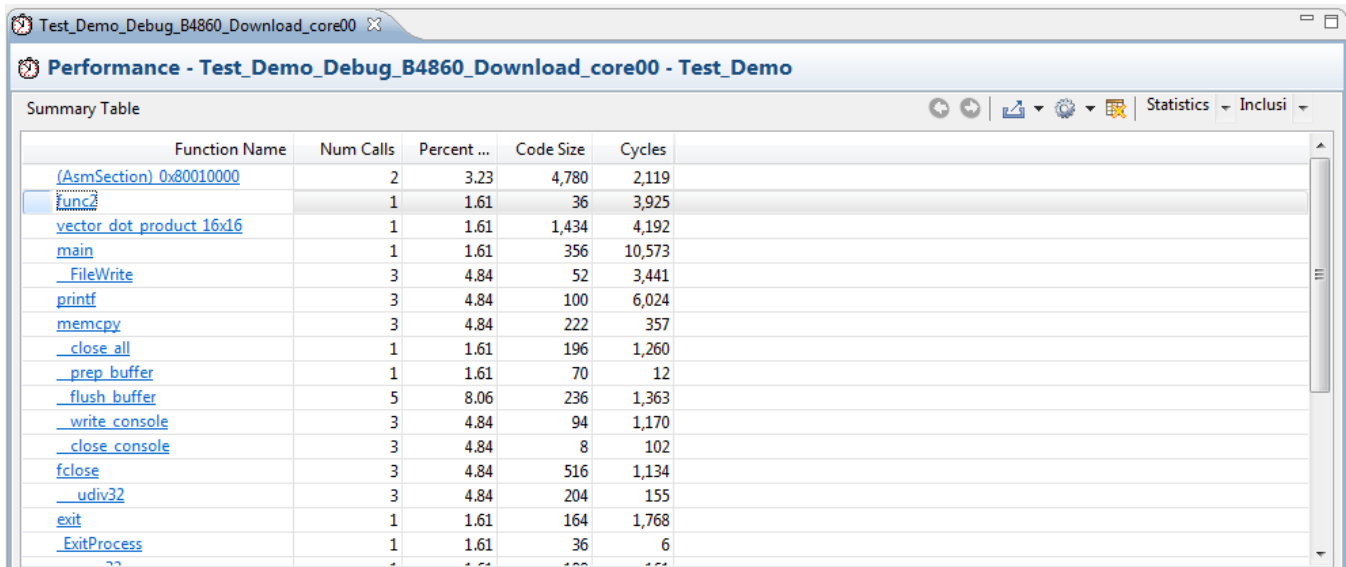 Test_Demo_Debug_B4860_Download_core00
Performance - Test_Demo_Debug_B4860_Download_core00 - Test_Demo
Summary Table Statistics Inclusi
Function Name Num Calls Percent ... Code Size Cycles
(AsmSection) 0x80010000 2 3.23 4,780 2,119
func2 1 1.61 36 3,925
vector_dot_product_16x16 1 1.61 1,434 4,192
main 1 1.61 356 10,573
__FileWrite 3 4.84 52 3,441
printf 3 4.84 100 6,024
memcpy 3 4.84 222 357
__close_all 1 1.61 196 1,260
__prep_buffer 1 1.61 70 12
__flush_buffer 5 8.06 236 1,363
__write_console 3 4.84 94 1,170
__close_console 3 4.84 8 102
fclose 3 4.84 516 1,134
___udiv32 3 4.84 204 155
exit 1 1.61 164 1,768
_ExitProcess 1 1.61 36 6